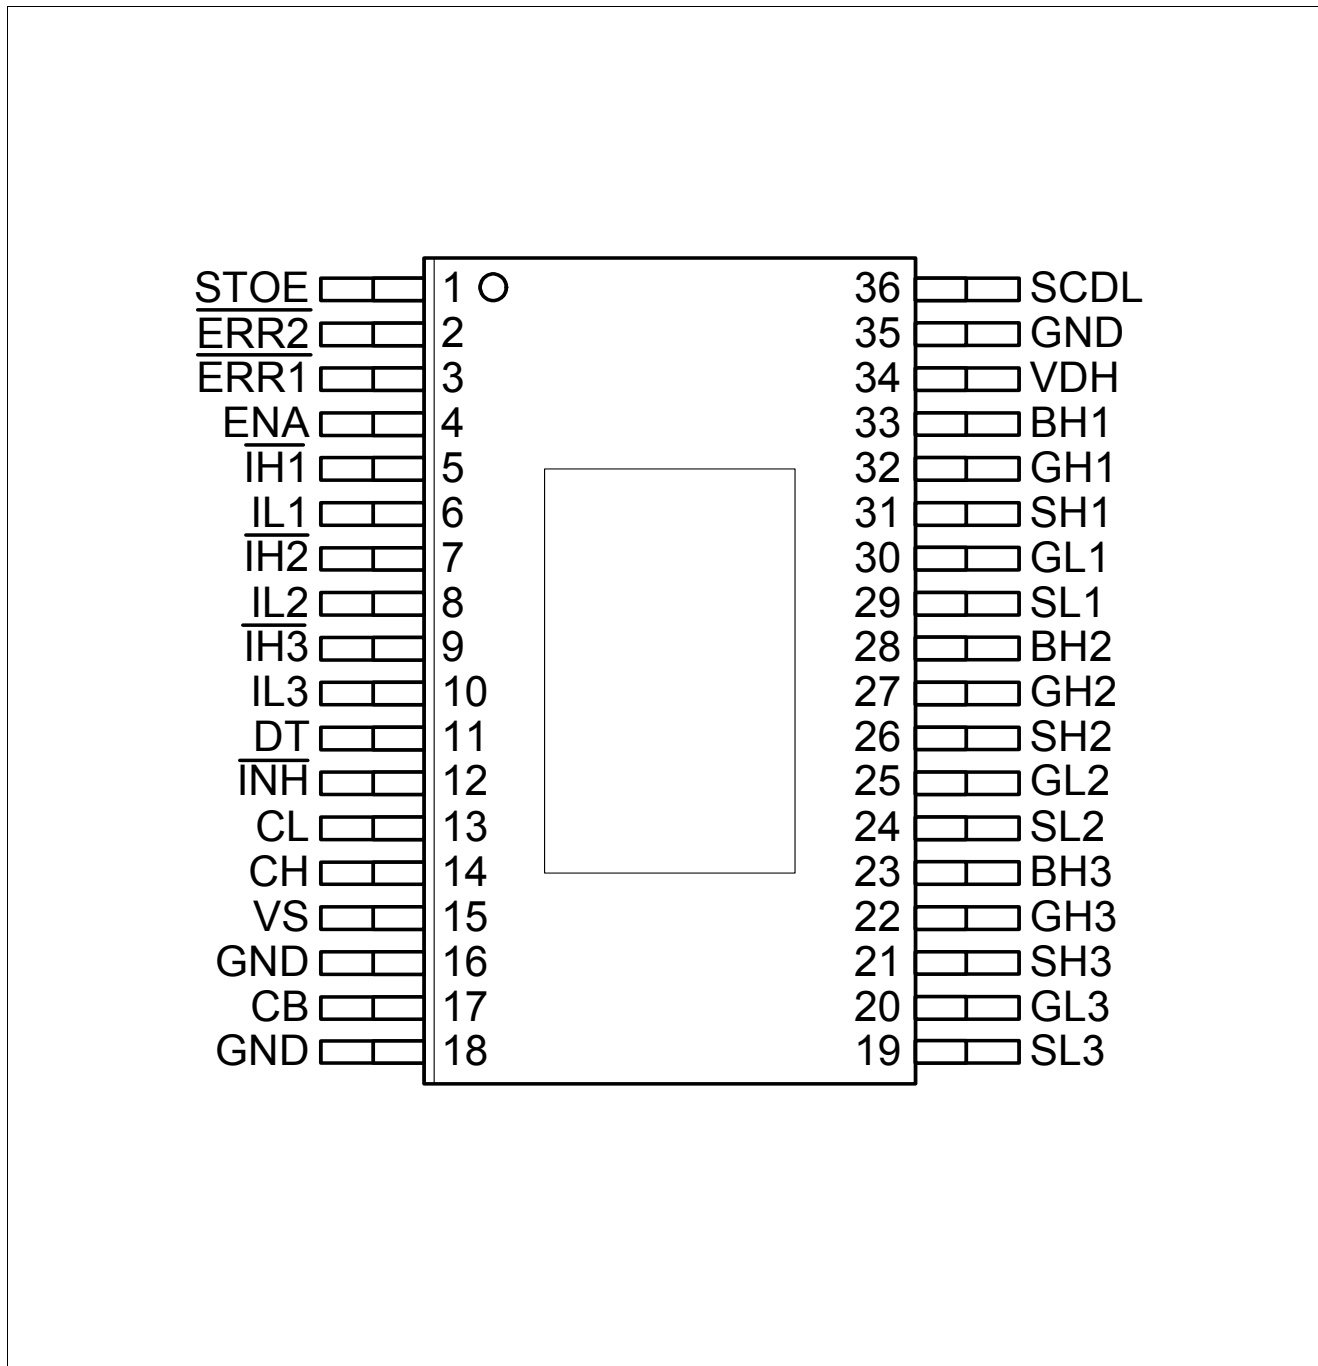 STOE 1 36 SCDL
ERR2 2 35 GND
ERR1 3 34 VDH
ENA 4 33 BH1
IH1 5 32 GH1
IL1 6 31 SH1
IH2 7 30 GL1
IL2 8 29 SL1
IH3 9 28 BH2
IL3 10 27 GH2
DT 11 26 SH2
INH 12 25 GL2
CL 13 24 SL2
CH 14 23 BH3
VS 15 22 GH3
GND 16 21 SH3
CB 17 20 GL3
GND 18 19 SL3